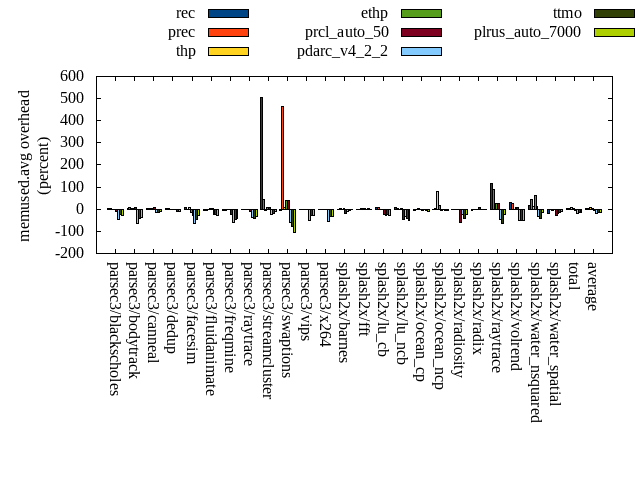 rec
prec
thp
ethp
prcl_auto_50
pdarc_v4_2_2
ttmo
plrus_auto_7000
memused.avg overhead
(percent)
600
500
400
300
200
100
0
-100
-200
parsec3/blackscholes
parsec3/bodytrack
parsec3/canneal
parsec3/dedup
parsec3/facesim
parsec3/fluidanimate
parsec3/freqmine
parsec3/raytrace
parsec3/streamcluster
parsec3/swaptions
parsec3/vips
parsec3/x264
splash2x/barnes
splash2x/fft
splash2x/lu_cb
splash2x/lu_ncb
splash2x/ocean_cp
splash2x/ocean_ncp
splash2x/radiosity
splash2x/radix
splash2x/raytrace
splash2x/volrend
splash2x/water_nsquared
splash2x/water_spatial
total
average